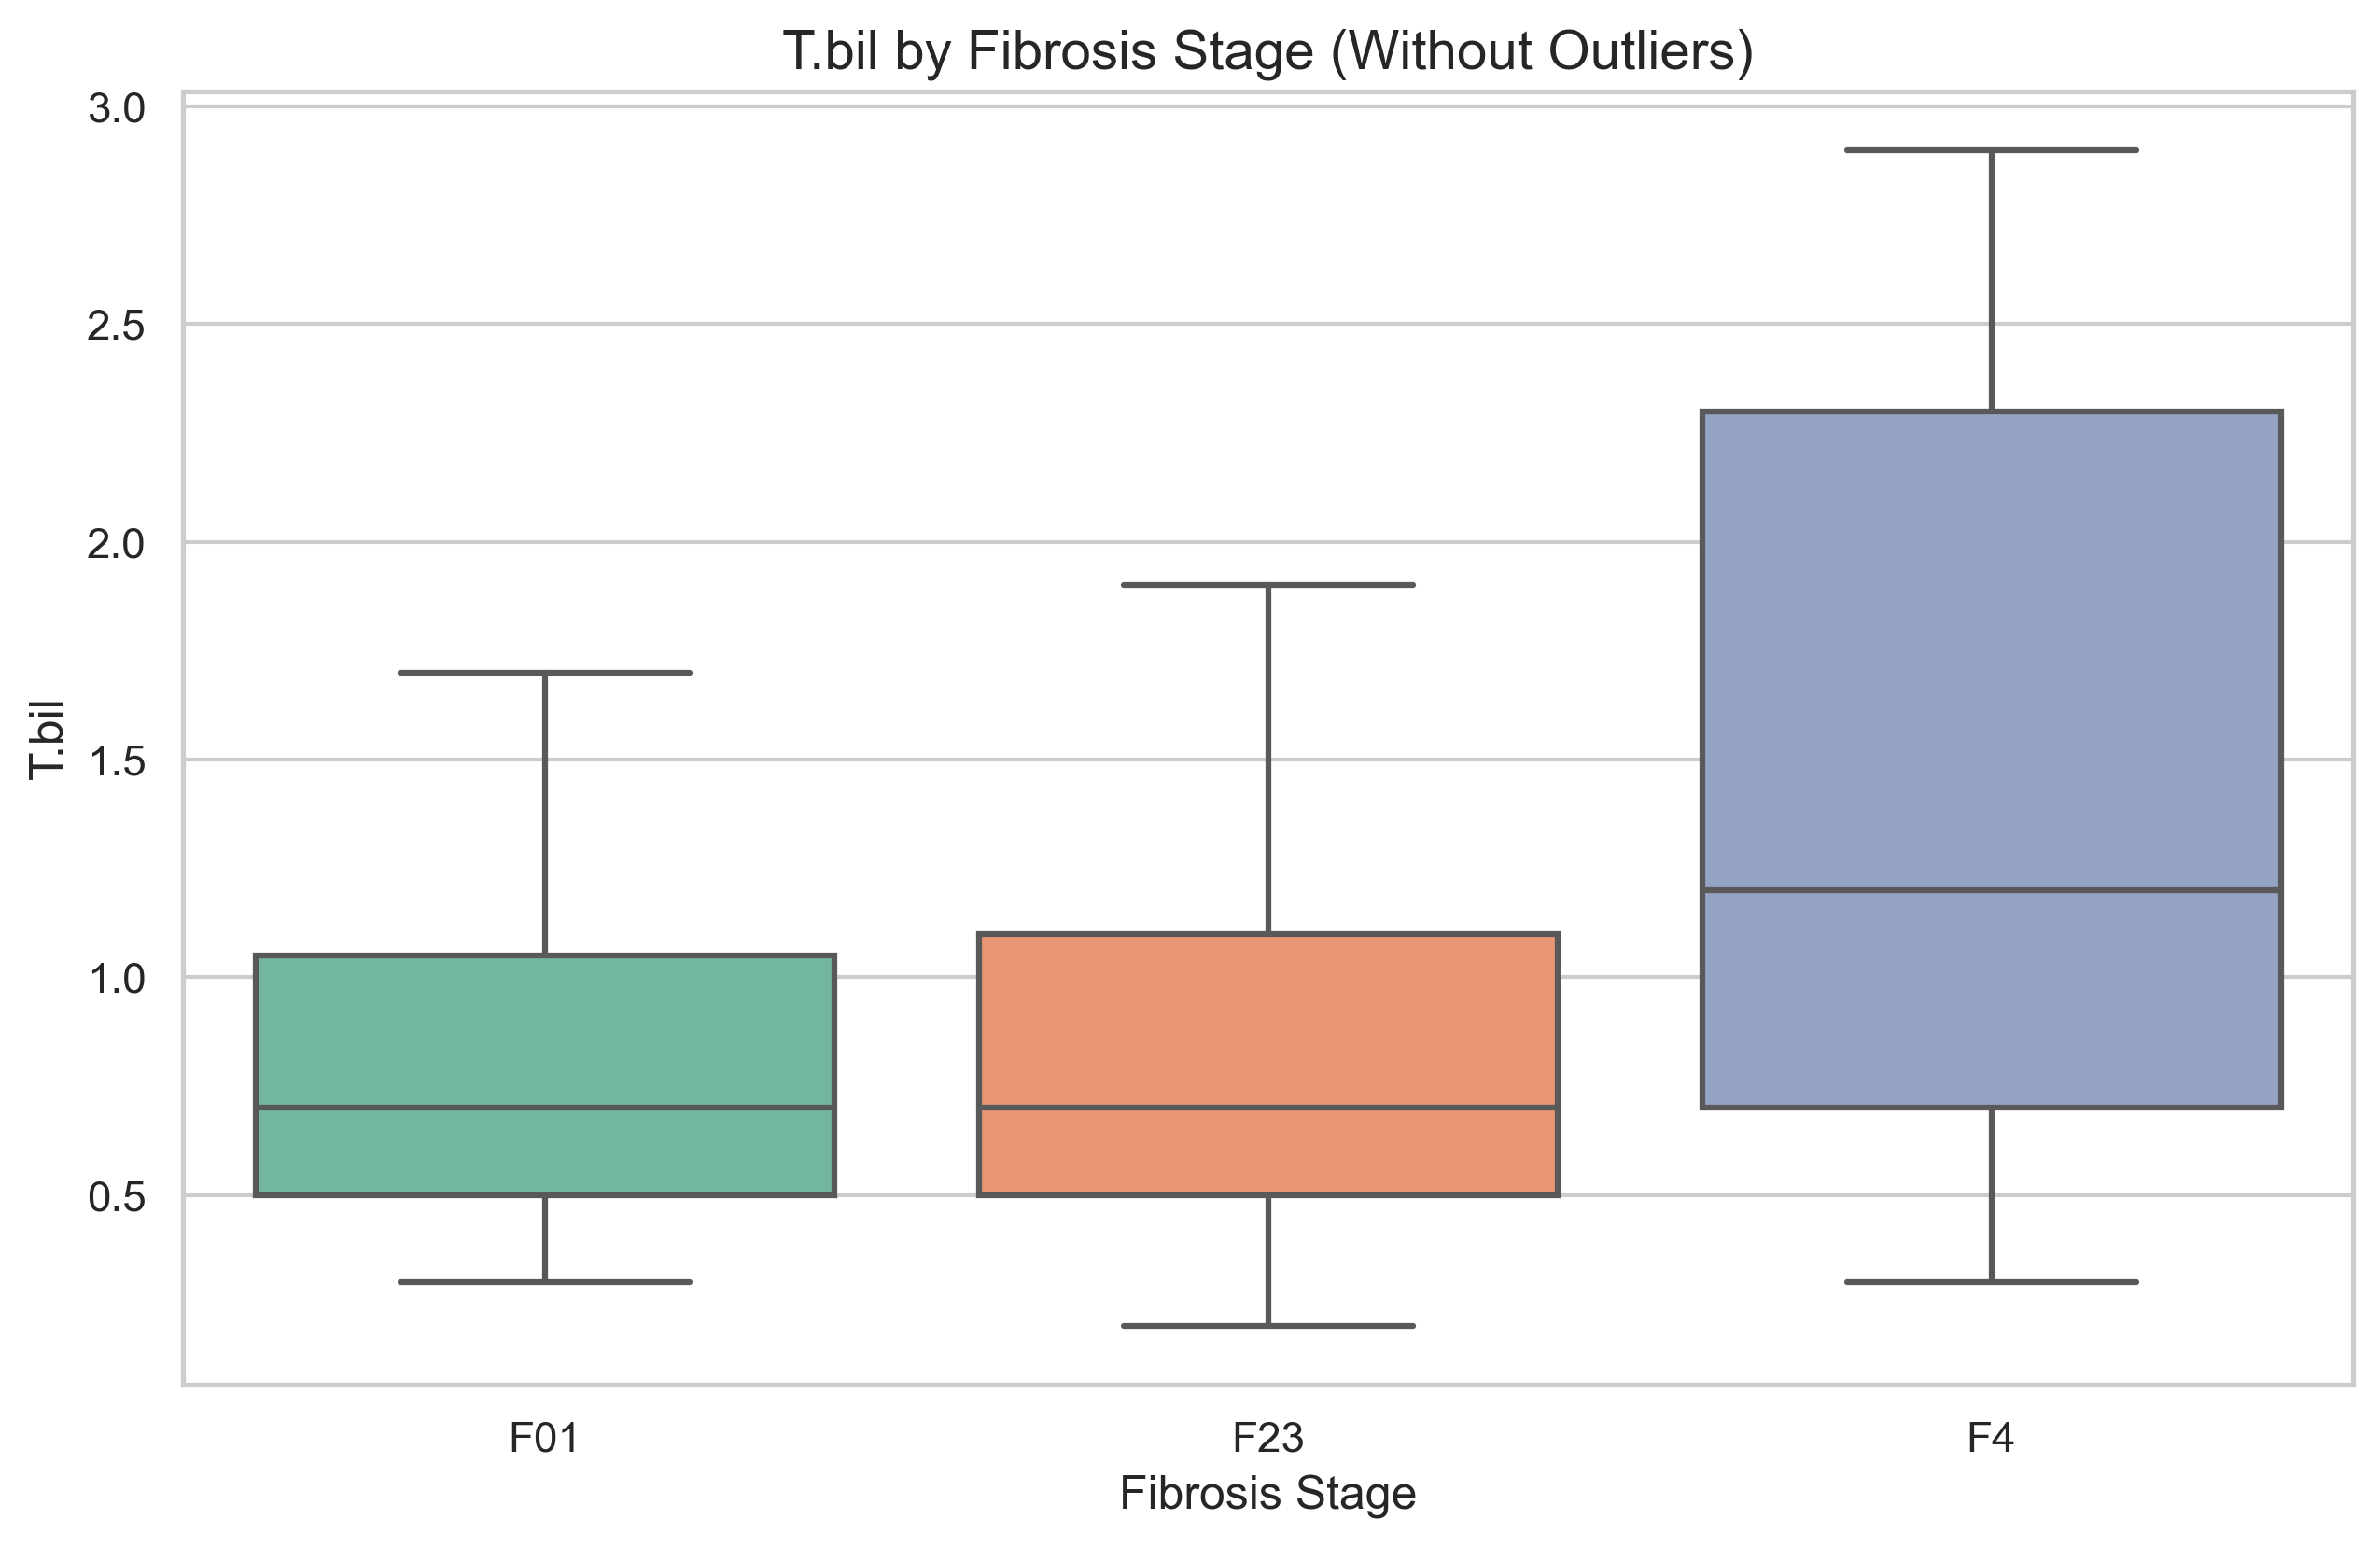 T.bil by Fibrosis Stage (Without Outliers)
3.0
2.5
2.0
1.5
1.0
0.5
T.bil
F01
F23
F4
Fibrosis Stage